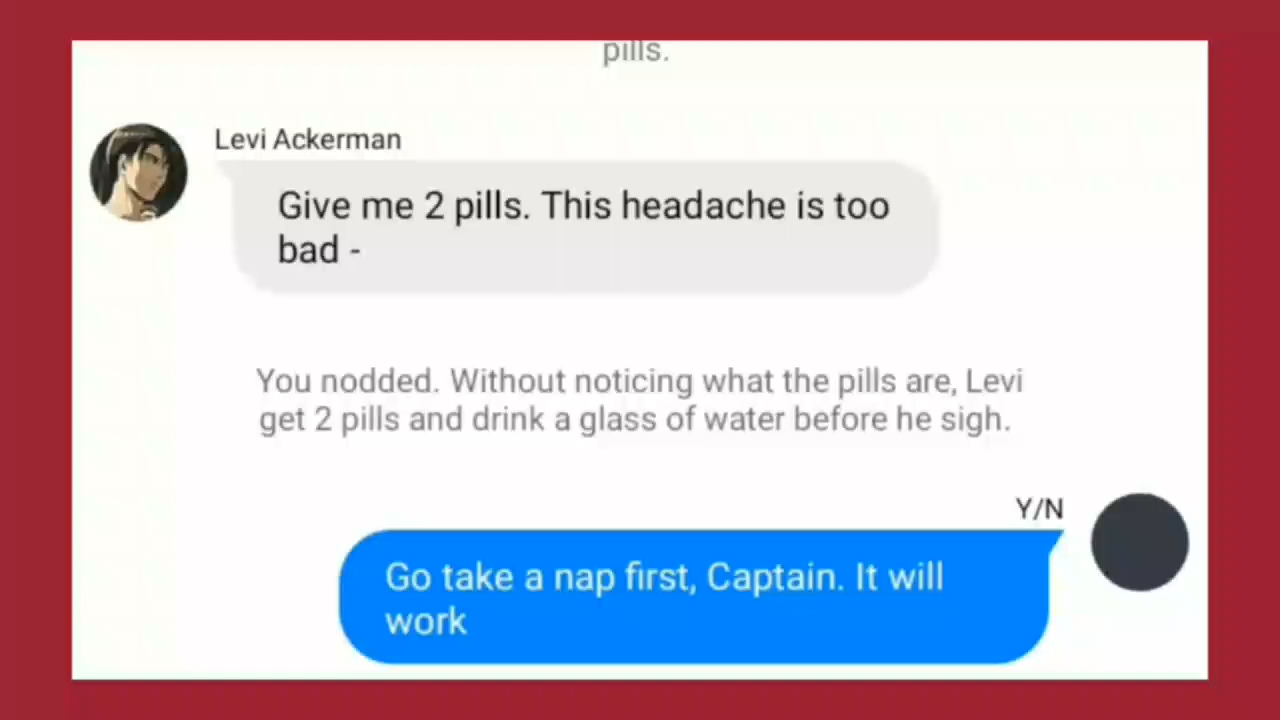 pills.
Levi Ackerman
Give me 2 pills. This headache is too
bad -
You nodded. Without noticing what the pills are, Levi
get 2 pills and drink a glass of water before he sigh.
Y/N
Go take a nap first, Captain. It will
work